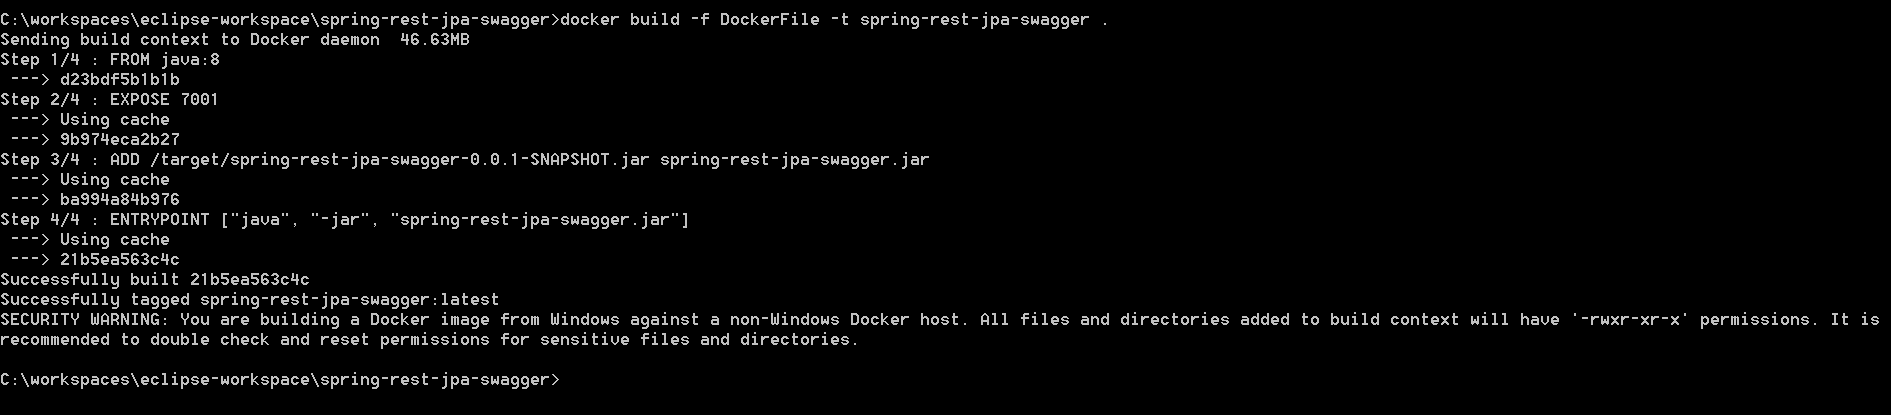 C:\workspaces\eclipse-workspace\spring-rest-jpa-swagger>docker build -f DockerFile -t spring-rest-jpa-swagger .
Sending build context to Docker daemon  46.63MB
Step 1/4 : FROM java:8
 ---> d23bdf5b1b1b
Step 2/4 : EXPOSE 7001
 ---> Using cache
 ---> 9b974eca2b27
Step 3/4 : ADD /target/spring-rest-jpa-swagger-0.0.1-SNAPSHOT.jar spring-rest-jpa-swagger.jar
 ---> Using cache
 ---> ba994a84b976
Step 4/4 : ENTRYPOINT ["java", "-jar", "spring-rest-jpa-swagger.jar"]
 ---> Using cache
 ---> 21b5ea563c4c
Successfully built 21b5ea563c4c
Successfully tagged spring-rest-jpa-swagger:latest
SECURITY WARNING: You are building a Docker image from Windows against a non-Windows Docker host. All files and directories added to build context will have '-rwxr-xr-x' permissions. It is
recommended to double check and reset permissions for sensitive files and directories.
C:\workspaces\eclipse-workspace\spring-rest-jpa-swagger>